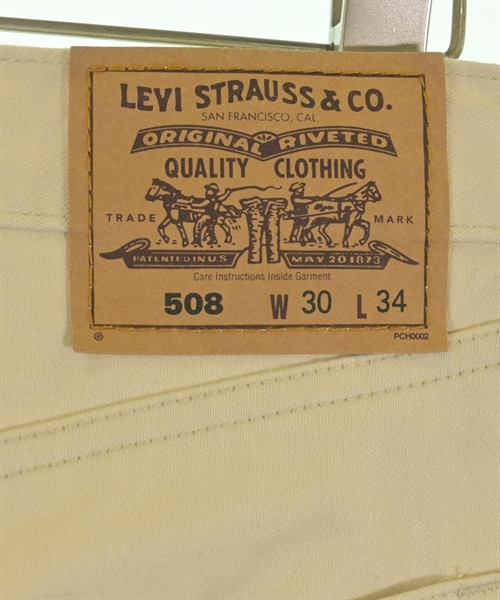 LEVI STRAUSS & CO.
SAN FRANCISCO, CAL.
ORIGINAL RIVETED
QUALITY CLOTHING
TRADE MARK
PATENTED IN U.S. MAY 20 1873
Care Instructions Inside Garment
508 W 30 L 34
® PCH0002